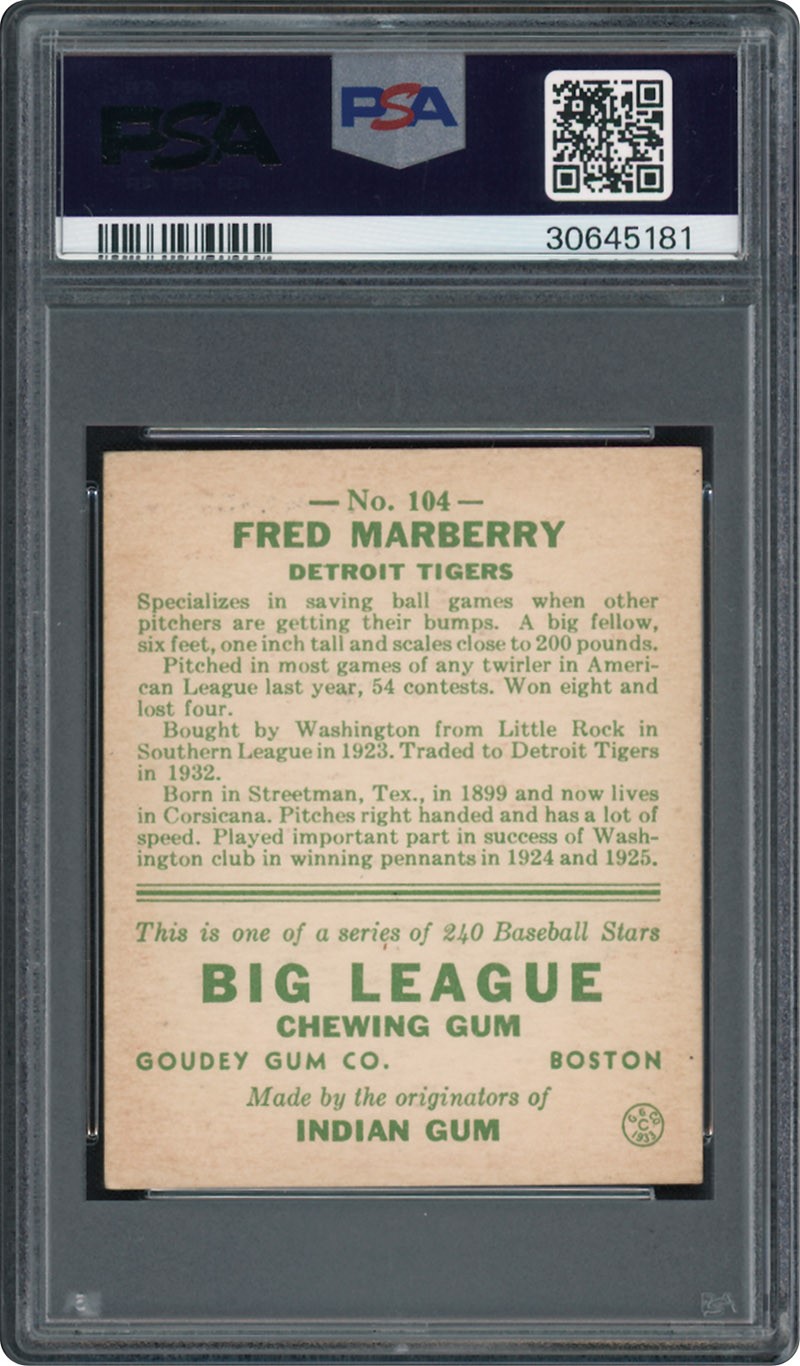 PSA
PSA
30645181
— No. 104 —
FRED MARBERRY
DETROIT TIGERS
Specializes in saving ball games when other
pitchers are getting their bumps. A big fellow,
six feet, one inch tall and scales close to 200 pounds.
Pitched in most games of any twirler in Ameri-
can League last year, 54 contests. Won eight and
lost four.
Bought by Washington from Little Rock in
Southern League in 1923. Traded to Detroit Tigers
in 1932.
Born in Streetman, Tex., in 1899 and now lives
in Corsicana. Pitches right handed and has a lot of
speed. Played important part in success of Wash-
ington club in winning pennants in 1924 and 1925.
This is one of a series of 240 Baseball Stars
BIG LEAGUE
CHEWING GUM
GOUDEY GUM CO. BOSTON
Made by the originators of
INDIAN GUM
G. G. CO.
C
1933
PSA